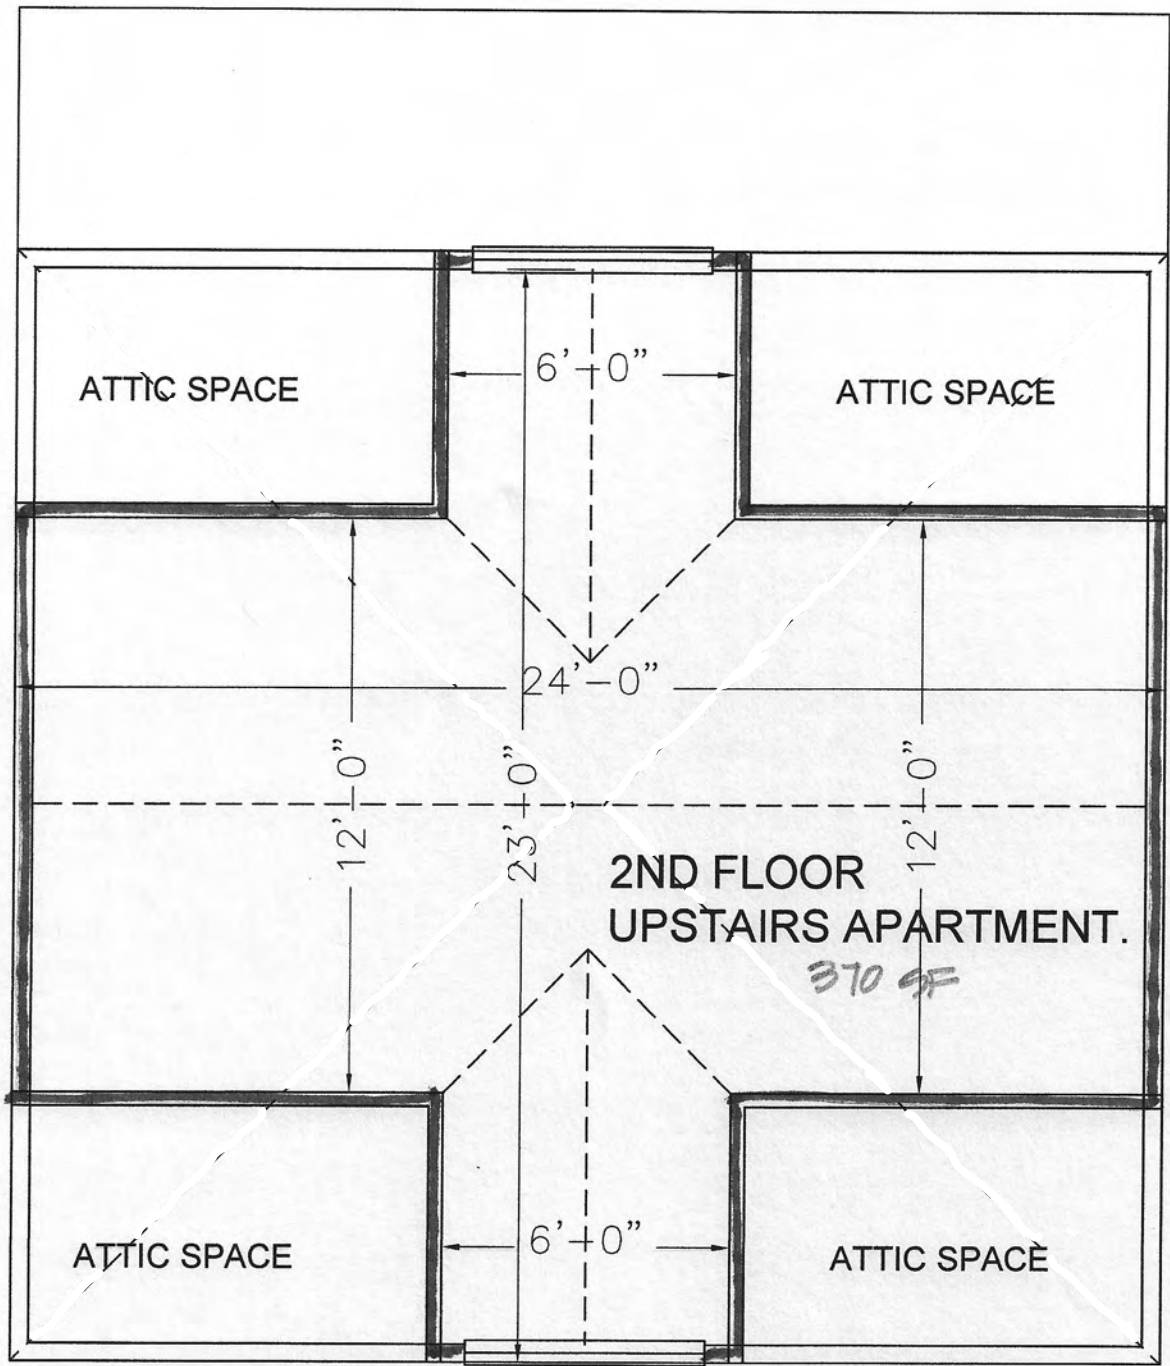 ATTIC SPACE
6'-0"
ATTIC SPACE
24'-0"
12'-0"
23'-0"
12'-0"
2ND FLOOR
UPSTAIRS APARTMENT.
370 SF
ATTIC SPACE
6'-0"
ATTIC SPACE